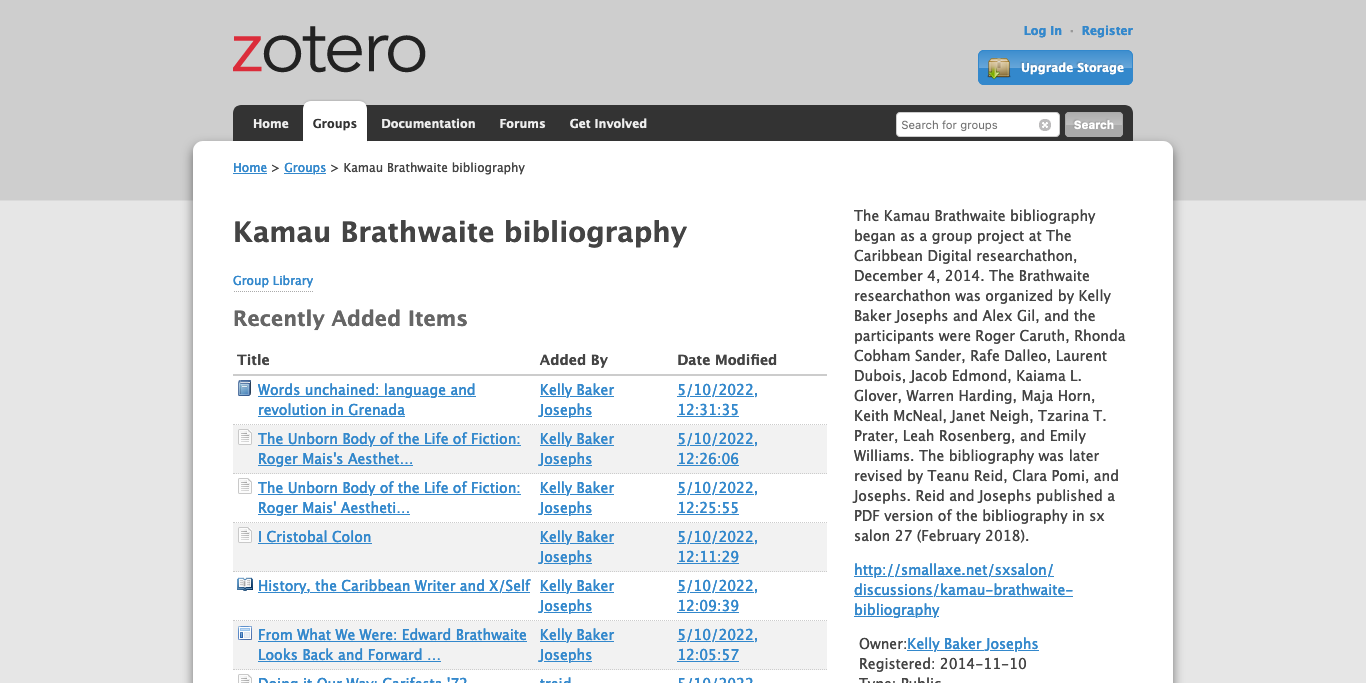 zotero
Log In · Register
Upgrade Storage
Home Groups Documentation Forums Get Involved
Search for groups
Search
Home > Groups > Kamau Brathwaite bibliography
Kamau Brathwaite bibliography
Group Library
Recently Added Items
Title Added By Date Modified
Words unchained: language and
revolution in Grenada
Kelly Baker
Josephs
5/10/2022,
12:31:35
The Unborn Body of the Life of Fiction:
Roger Mais's Aesthet...
Kelly Baker
Josephs
5/10/2022,
12:26:06
The Unborn Body of the Life of Fiction:
Roger Mais' Aestheti...
Kelly Baker
Josephs
5/10/2022,
12:25:55
I Cristobal Colon
Kelly Baker
Josephs
5/10/2022,
12:11:29
History, the Caribbean Writer and X/Self
Kelly Baker
Josephs
5/10/2022,
12:09:39
From What We Were: Edward Brathwaite
Looks Back and Forward ...
Kelly Baker
Josephs
5/10/2022,
12:05:57
Doing it Our Way: Carifesta '72
treid
5/10/2022,
The Kamau Brathwaite bibliography
began as a group project at The
Caribbean Digital researchathon,
December 4, 2014. The Brathwaite
researchathon was organized by Kelly
Baker Josephs and Alex Gil, and the
participants were Roger Caruth, Rhonda
Cobham Sander, Rafe Dalleo, Laurent
Dubois, Jacob Edmond, Kaiama L.
Glover, Warren Harding, Maja Horn,
Keith McNeal, Janet Neigh, Tzarina T.
Prater, Leah Rosenberg, and Emily
Williams. The bibliography was later
revised by Teanu Reid, Clara Pomi, and
Josephs. Reid and Josephs published a
PDF version of the bibliography in sx
salon 27 (February 2018).
http://smallaxe.net/sxsalon/
discussions/kamau-brathwaite-
bibliography
Owner:Kelly Baker Josephs
Registered: 2014-11-10
Type: Public